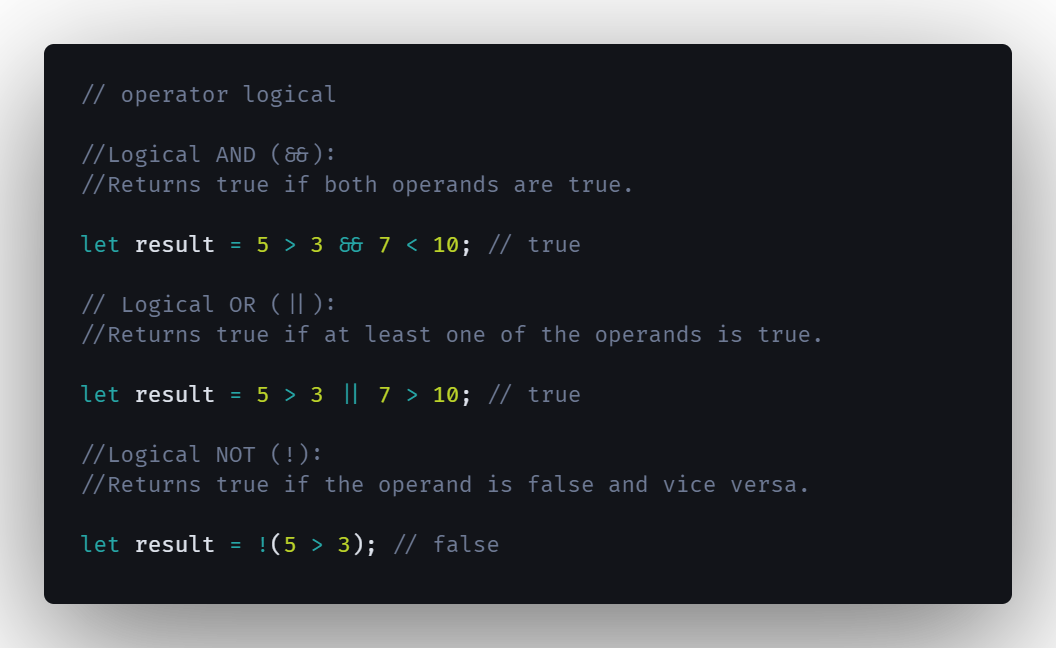 // operator logical
//Logical AND (&&):
//Returns true if both operands are true.
let result = 5 > 3 && 7 < 10; // true
// Logical OR (||):
//Returns true if at least one of the operands is true.
let result = 5 > 3 || 7 > 10; // true
//Logical NOT (!):
//Returns true if the operand is false and vice versa.
let result = !(5 > 3); // false